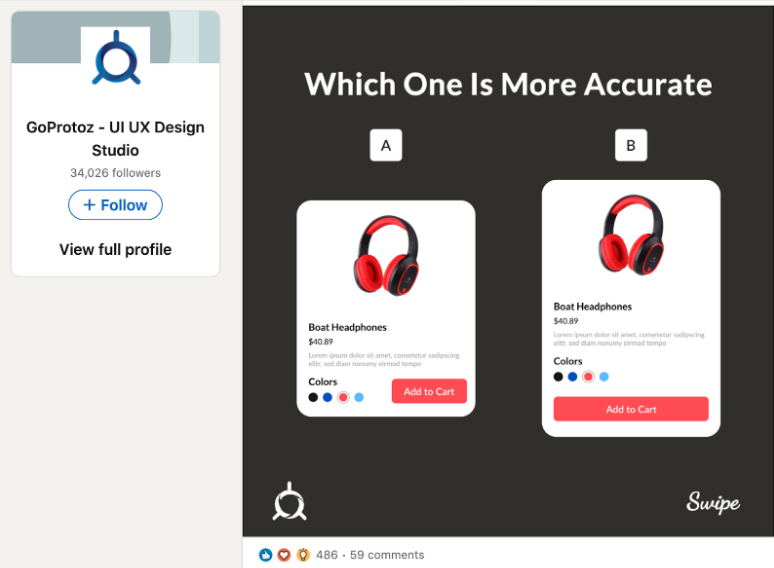 GoProtoz - UI UX Design
Studio
34,026 followers
+ Follow
View full profile
Which One Is More Accurate
A
B
Boat Headphones
$40.89
Lorem ipsum dolor sit amet, consetetur sadipscing
elitr, sed diam nonumy eirmod tempo
Colors
Add to Cart
Boat Headphones
$40.89
Lorem ipsum dolor sit amet, consetetur sadipscing
elitr, sed diam nonumy eirmod tempo
Colors
Add to Cart
Swipe
486 · 59 comments